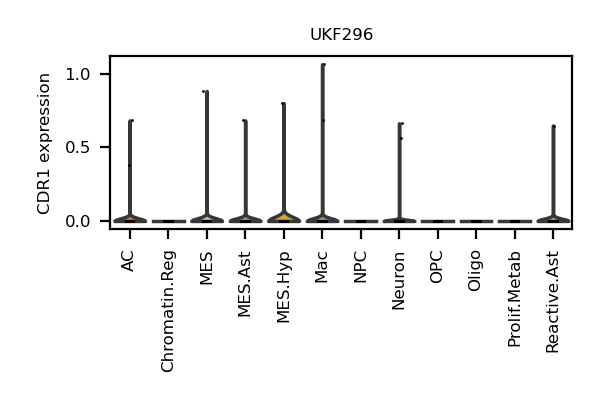 UKF296
CDR1 expression
1.0
0.5
0.0
AC
Chromatin.Reg
MES
MES.Ast
MES.Hyp
Mac
NPC
Neuron
OPC
Oligo
Prolif.Metab
Reactive.Ast